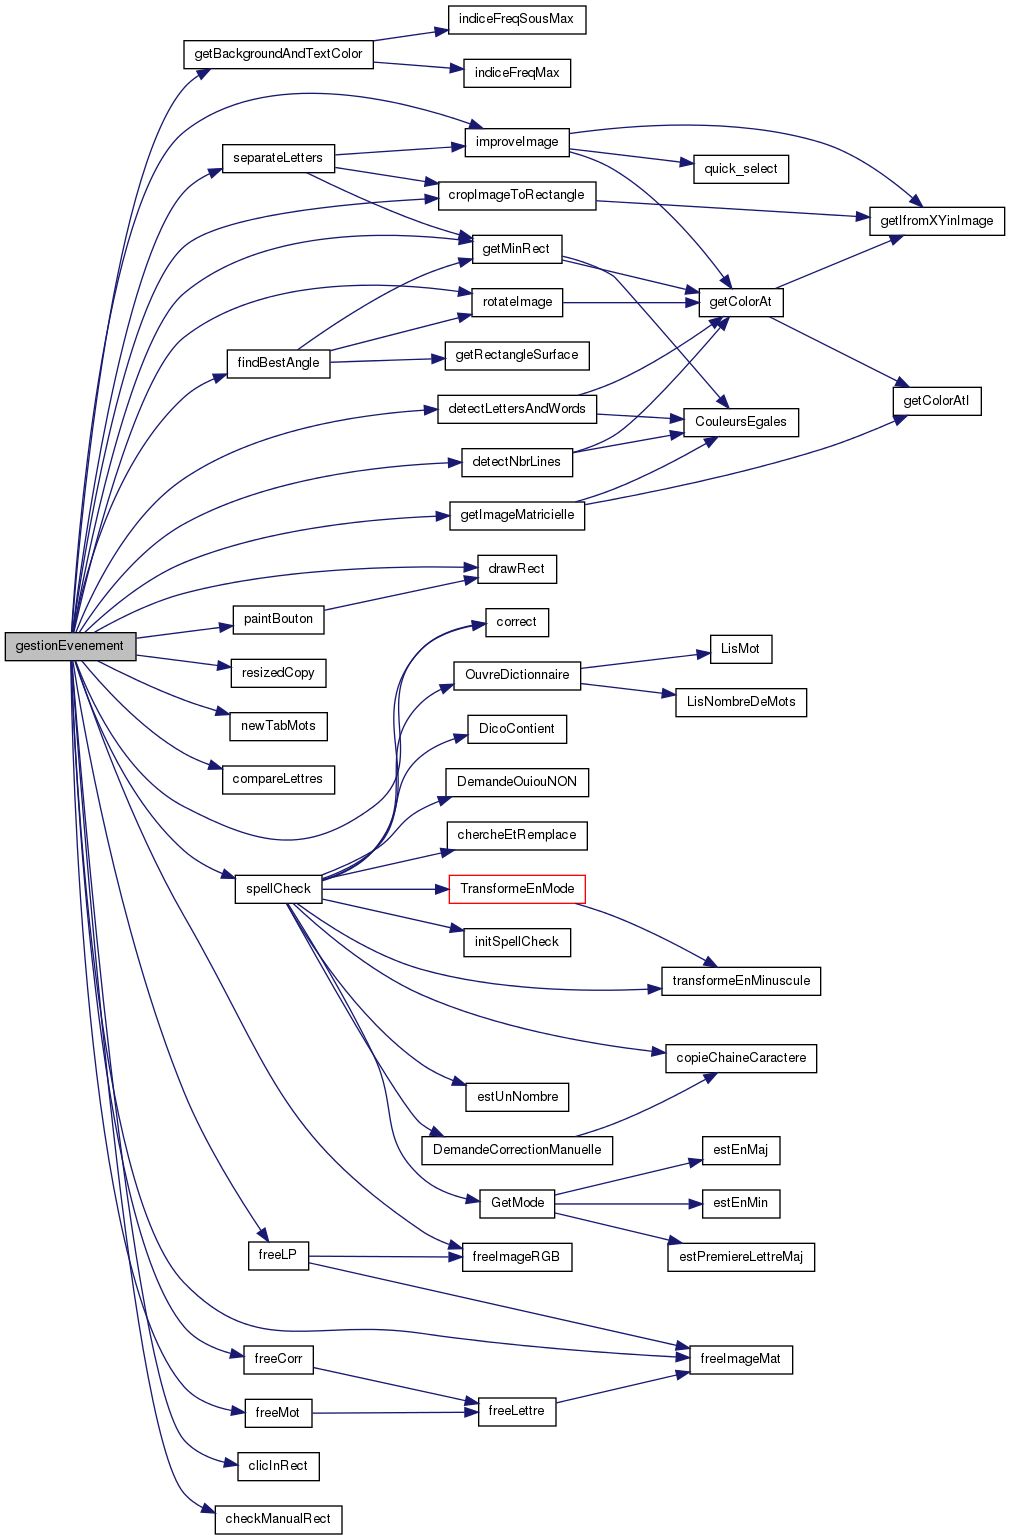 indiceFreqSousMax
getBackgroundAndTextColor
indiceFreqMax
improveImage
separateLetters
quick_select
cropImageToRectangle
getIfromXYinImage
getMinRect
rotateImage
getColorAt
getRectangleSurface
findBestAngle
getColorAtI
detectLettersAndWords
CouleursEgales
detectNbrLines
getImageMatricielle
drawRect
paintBouton
correct
gestionEvenement
LisMot
resizedCopy
OuvreDictionnaire
LisNombreDeMots
newTabMots
DicoContient
compareLettres
DemandeOuiouNON
chercheEtRemplace
spellCheck
TransformeEnMode
initSpellCheck
transformeEnMinuscule
copieChaineCaractere
estUnNombre
DemandeCorrectionManuelle
estEnMaj
GetMode
estEnMin
freeLP
freeImageRGB
estPremiereLettreMaj
freeCorr
freeImageMat
freeMot
freeLettre
clicInRect
checkManualRect